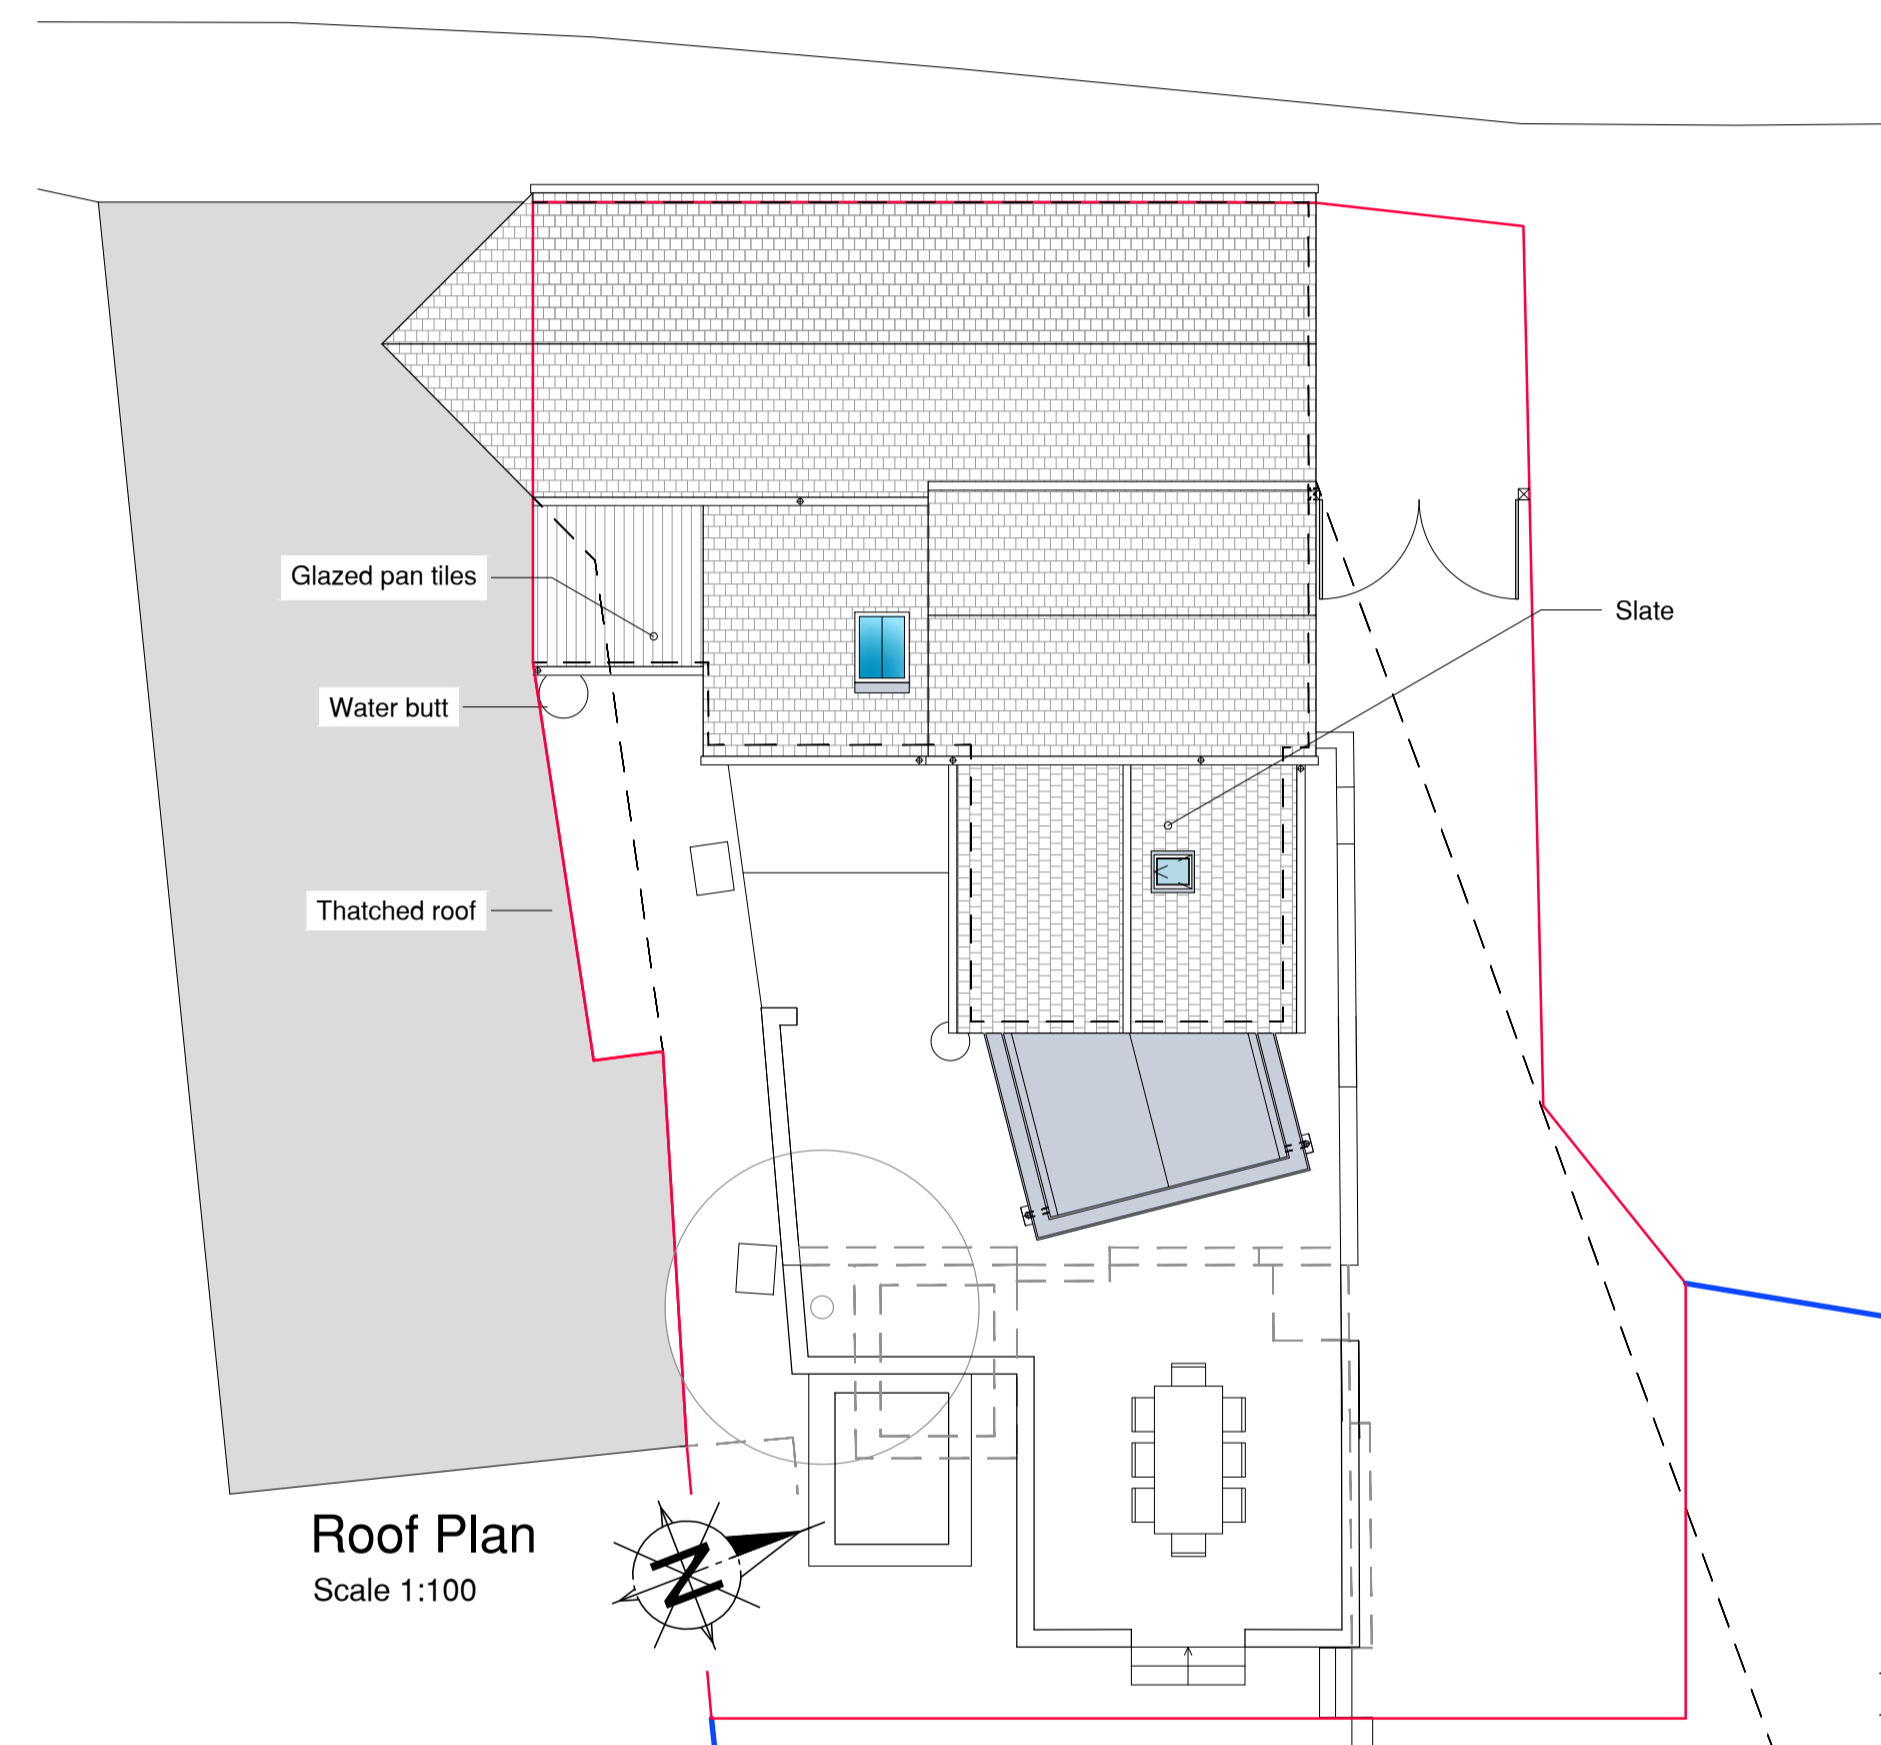 Glazed pan tiles
Slate
Water butt
Thatched roof
Roof Plan
Scale 1:100
N